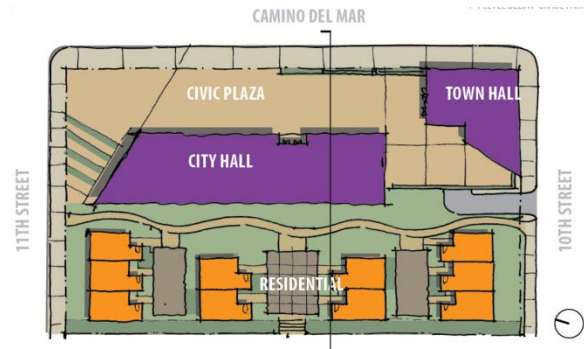 CAMINO DEL MAR
CIVIC PLAZA
TOWN HALL
CITY HALL
11TH STREET
10TH STREET
RESIDENTIAL